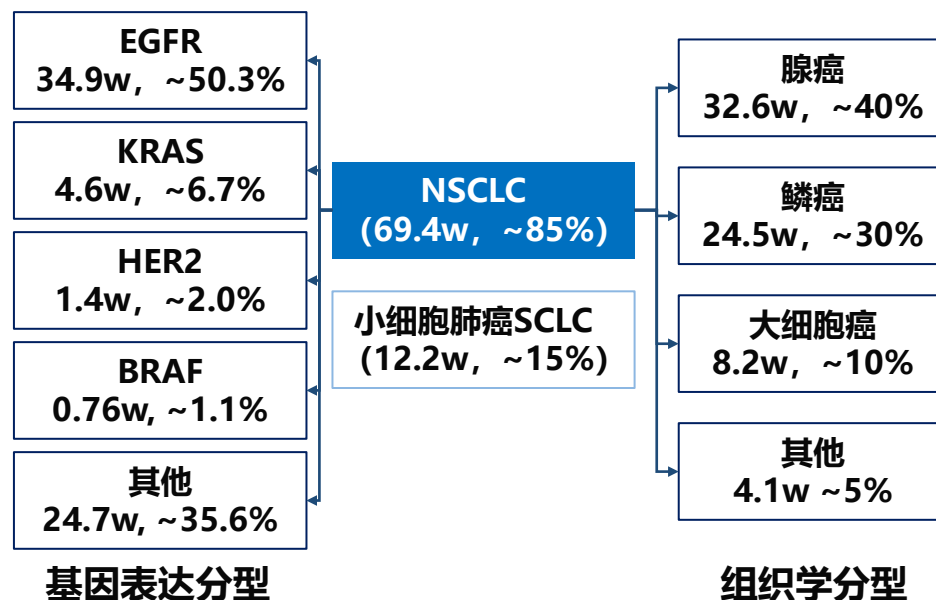 EGFR
34.9w，~50.3%
KRAS
4.6w，~6.7%
HER2
1.4w，~2.0%
BRAF
0.76w, ~1.1%
其他
24.7w, ~35.6%
基因表达分型
NSCLC
(69.4w，~85%)
小细胞肺癌SCLC
(12.2w，~15%)
腺癌
32.6w，~40%
鳞癌
24.5w，~30%
大细胞癌
8.2w，~10%
其他
4.1w ~5%
组织学分型